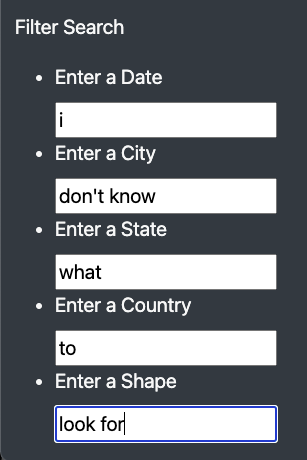 Filter Search
Enter a Date
i
Enter a City
don't know
Enter a State
what
Enter a Country
to
Enter a Shape
look for